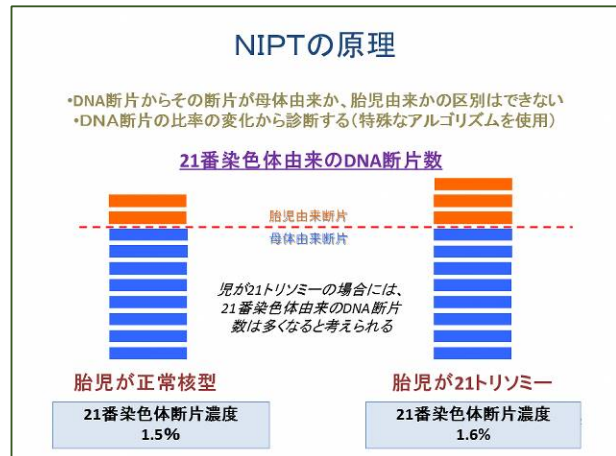 NIPTの原理
•DNA断片からその断片が母体由来か、胎児由来かの区別はできない
•DNA断片の比率の変化から診断する（特殊なアルゴリズムを使用）
21番染色体由来のDNA断片数
胎児由来断片
母体由来断片
児が21トリソミーの場合には、
21番染色体由来のDNA断片
数は多くなると考えられる
胎児が正常核型
胎児が21トリソミー
21番染色体断片濃度
1.5%
21番染色体断片濃度
1.6%